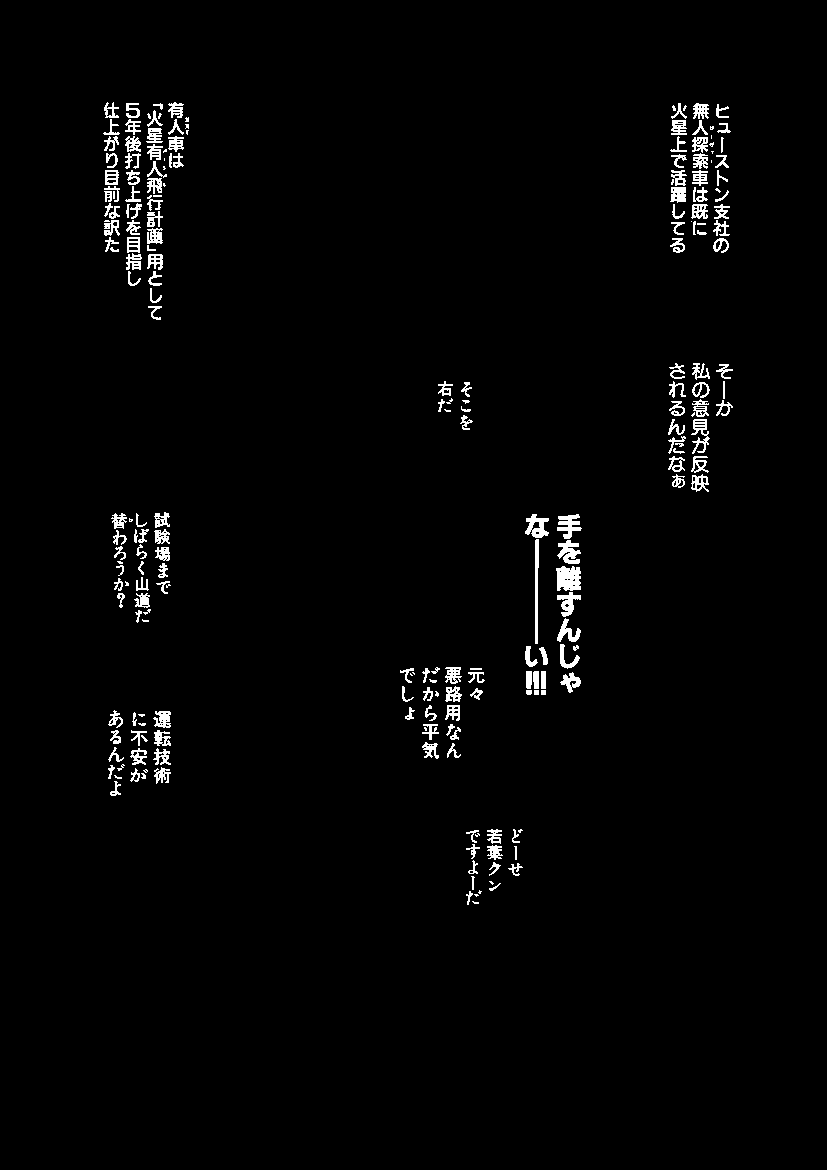 ヒューストン支社の
無人探索車は既に
火星上で活躍してる
そーか
私の意見が反映
されるんだなぁ
有人車は
「火星有人飛行計画」用として
5年後打ち上げを目指し
仕上がり目前な訳た
そこを
右だ
手を離すんじゃ
な――――い!!!
元々
悪路用なん
だから平気
でしょ
どーせ
若葉クン
ですよーだ
試験場まで
しばらく山道だ
替わろうか?
運転技術
に不安が
あるんだよ